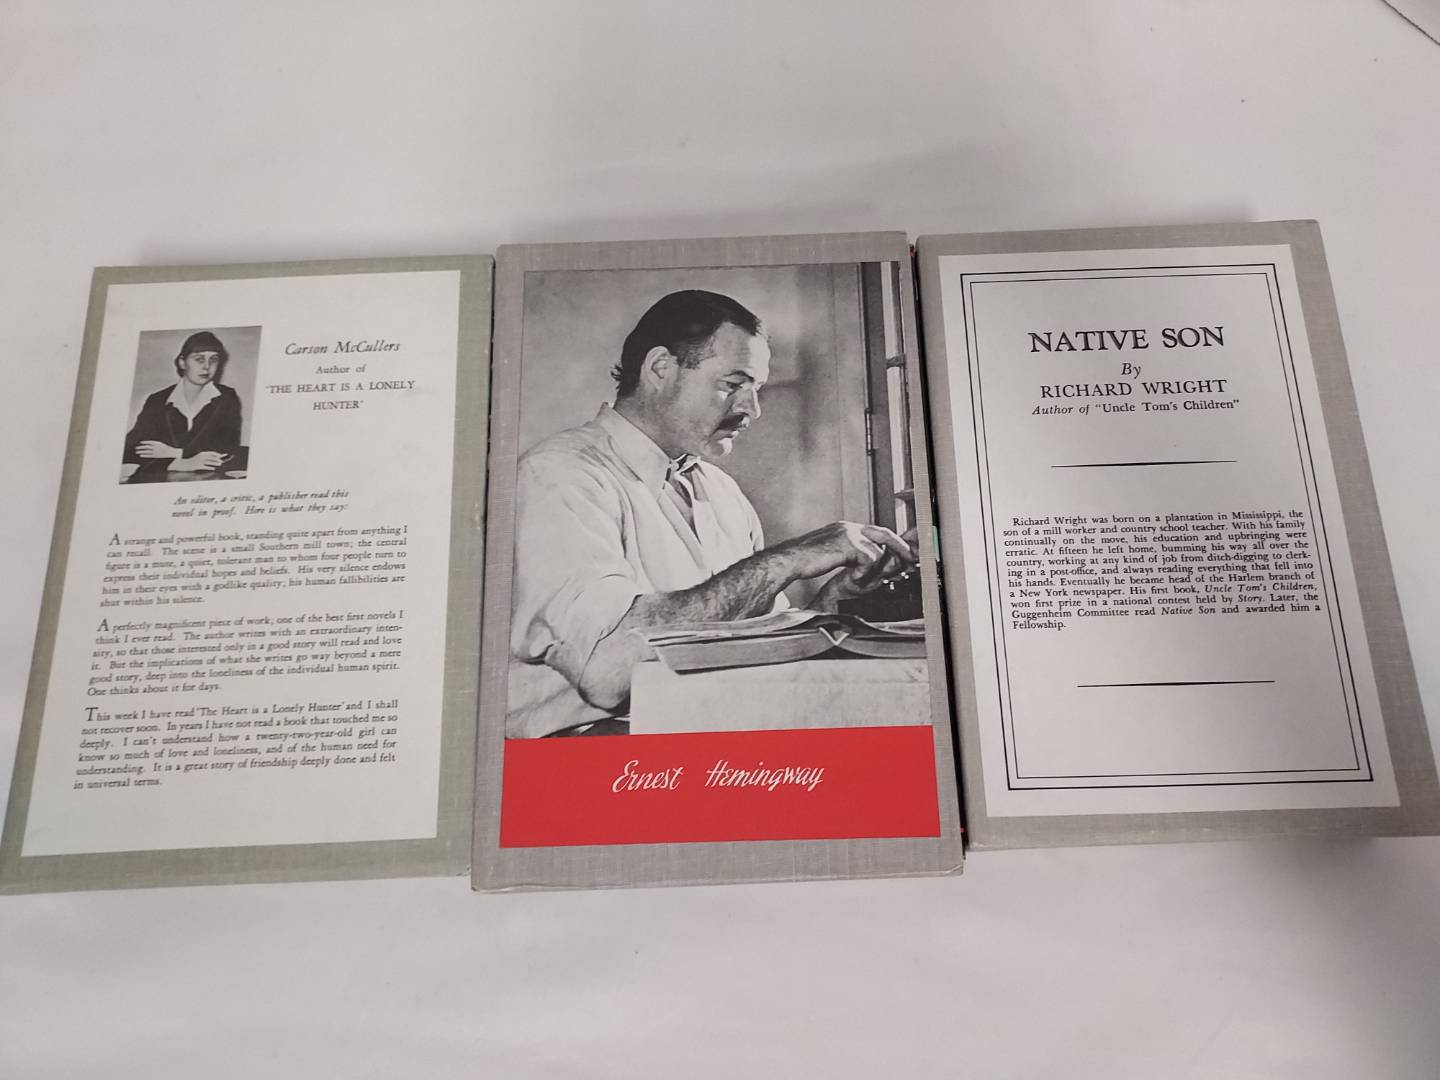 Carson McCullers
Author of
'THE HEART IS A LONELY
HUNTER'
An editor, a critic, a publisher read this
novel in proof. Here is what they say:
A strange and powerful book, standing quite apart from anything I
can recall. The scene is a small Southern mill town; the central
figure is a mute, a quiet, tolerant man to whom four people turn to
express their individual hopes and beliefs. His very silence endows
him in their eyes with a godlike quality; his human fallibilities are
shut within his silence.
A perfectly magnificent piece of work; one of the best first novels I
think I ever read. The author writes with an extraordinary inten-
sity, so that those interested only in a good story will read and love
it. But the implications of what she writes go way beyond a mere
good story, deep into the loneliness of the individual human spirit.
One thinks about it for days.
This week I have read 'The Heart is a Lonely Hunter' and I shall
not recover soon. In years I have not read a book that touched me so
deeply. I can't understand how a twenty-two-year-old girl can
know so much of love and loneliness, and of the human need for
understanding. It is a great story of friendship deeply done and felt
in universal terms.
Ernest Hemingway
NATIVE SON
By
RICHARD WRIGHT
Author of "Uncle Tom's Children"
Richard Wright was born on a plantation in Mississippi, the
son of a mill worker and country school teacher. With his family
continually on the move, his education and upbringing were
erratic. At fifteen he left home, bumming his way all over the
country, working at any kind of job from ditch-digging to clerk-
ing in a post-office, and always reading everything that fell into
his hands. Eventually he became head of the Harlem branch of
a New York newspaper. His first book, Uncle Tom's Children,
won first prize in a national contest held by Story. Later, the
Guggenheim Committee read Native Son and awarded him a
Fellowship.